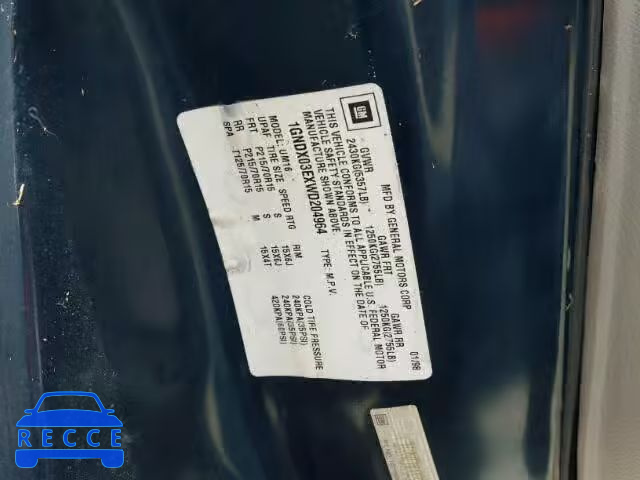 GM
MFD BY GENERAL MOTORS CORP 01/98
GVWR GAWR FRT GAWR RR
2430KG(5357LB) 1250KG(2755LB) 1250KG(2755LB)
THIS VEHICLE CONFORMS TO ALL APPLICABLE U.S. FEDERAL MOTOR
VEHICLE SAFETY STANDARDS IN EFFECT ON THE DATE OF
MANUFACTURE SHOWN ABOVE.
1GNDX03EXWD204964 TYPE: M.P.V.
MODEL: UM16
UPAF TIRE SIZE SPEED RTG RIM COLD TIRE PRESSURE
FRT P215/70R15 S 15X6J 240KPA(35PSI)
RR P215/70R15 S 15X6J 240KPA(35PSI)
SPA T125/70R15 M 15X4T 420KPA(60PSI)
RECCE